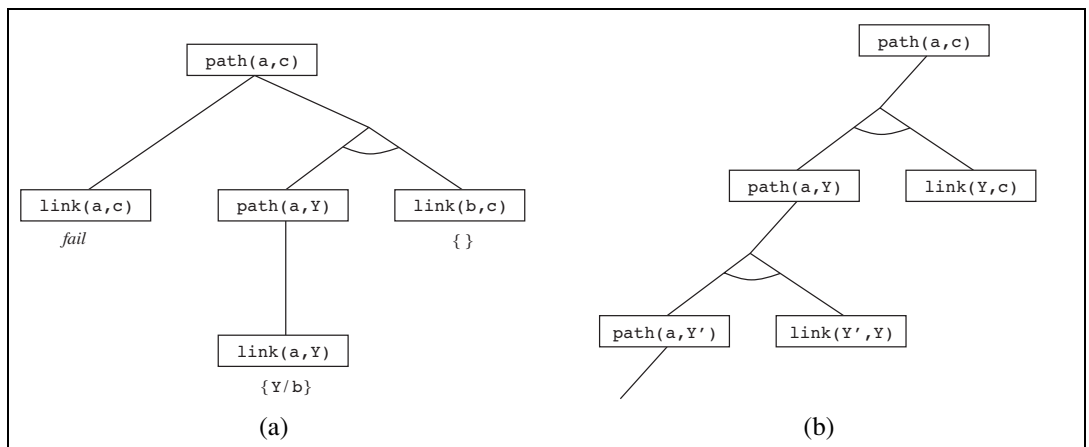 path(a,c)
link(a,c)
path(a,Y)
link(b,c)
fail
{ }
link(a,Y)
{Y/b}
(a)
path(a,c)
path(a,Y)
link(Y,c)
path(a,Y’)
link(Y’,Y)
(b)